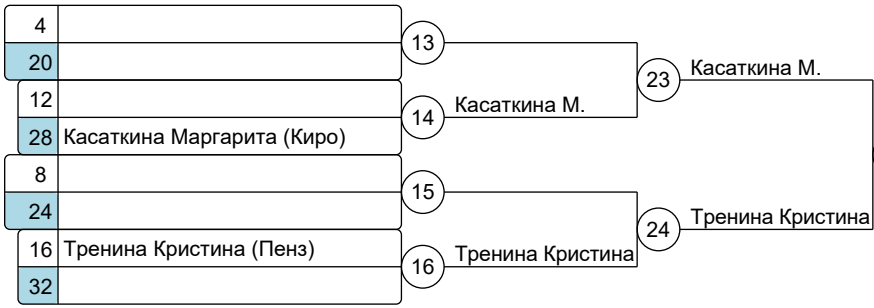 4
13
20
23 Касаткина М.
12
14 Касаткина М.
28 Касаткина Маргарита (Киро)
8
15
24
24 Тренина Кристина
16 Тренина Кристина (Пенз)
16 Тренина Кристина
32